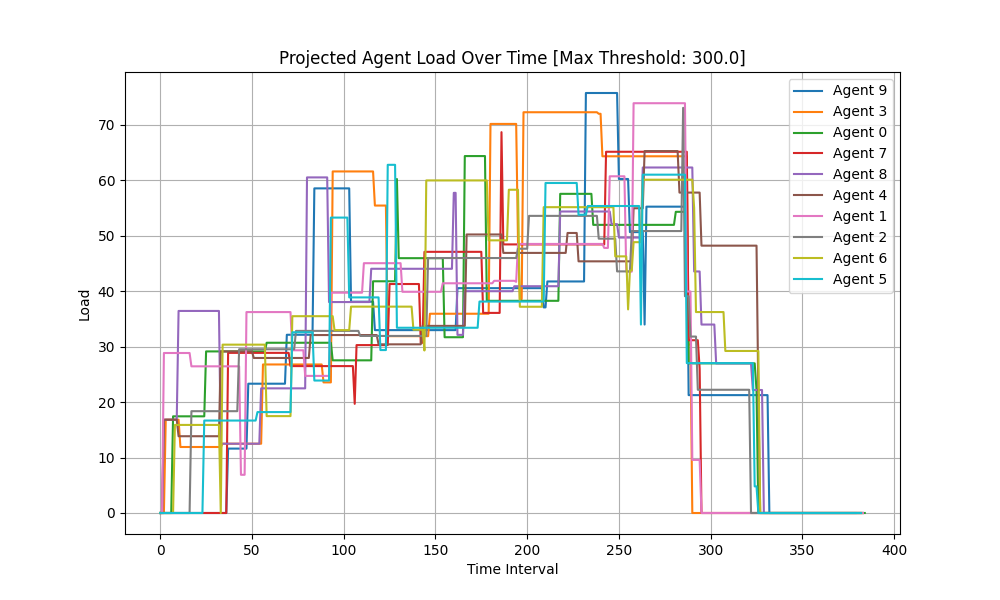 Projected Agent Load Over Time [Max Threshold: 300.0]
Load
70
60
50
40
30
20
10
0
0 50 100 150 200 250 300 350 400
Time Interval
Agent 9
Agent 3
Agent 0
Agent 7
Agent 8
Agent 4
Agent 1
Agent 2
Agent 6
Agent 5